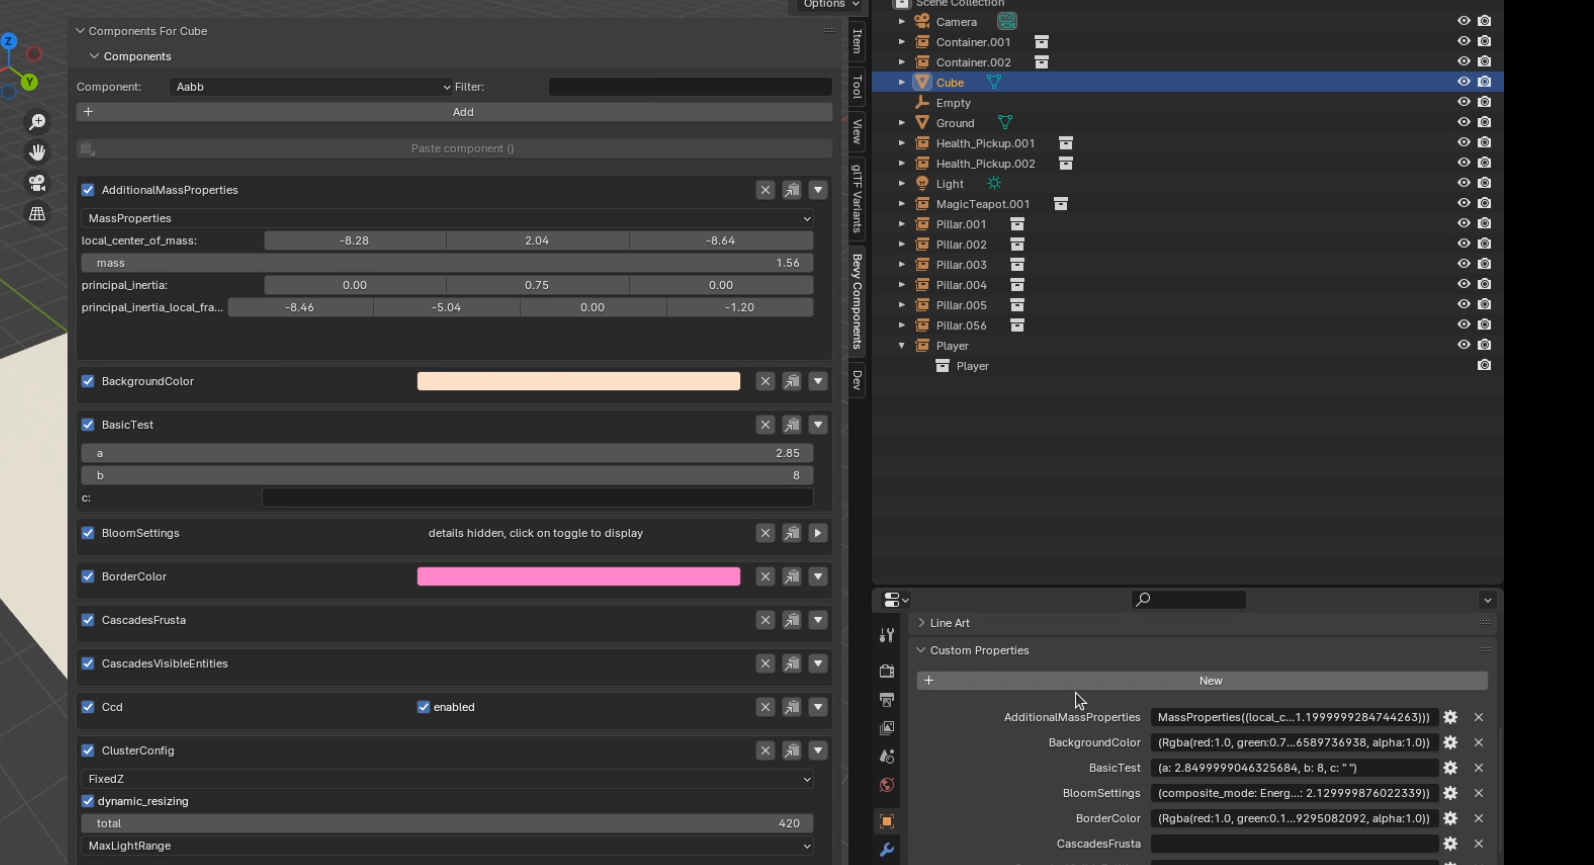 Options
Components For Cube
Components
Component: Aabb Filter:
+ Add
Paste component ()
AdditionalMassProperties
MassProperties
local_center_of_mass: -8.28 2.04 -8.64
mass 1.56
principal_inertia: 0.00 0.75 0.00
principal_inertia_local_fra... -8.46 -5.04 0.00 -1.20
BackgroundColor
BasicTest
a 2.85
b 8
c:
BloomSettings details hidden, click on toggle to display
BorderColor
CascadesFrusta
CascadesVisibleEntities
Ccd enabled
ClusterConfig
FixedZ
dynamic_resizing
total 420
MaxLightRange
Z
Y
Item
Tool
View
glTF Variants
Bevy Components
Dev
Scene Collection
Camera
Container.001
Container.002
Cube
Empty
Ground
Health_Pickup.001
Health_Pickup.002
Light
MagicTeapot.001
Pillar.001
Pillar.002
Pillar.003
Pillar.004
Pillar.005
Pillar.056
Player
Player
Line Art
Custom Properties
+ New
AdditionalMassProperties MassProperties((local_c...1.1999999284744263)))
BackgroundColor (Rgba(red:1.0, green:0.7...6589736938, alpha:1.0))
BasicTest (a: 2.8499999046325684, b: 8, c: " ")
BloomSettings (composite_mode: Energ...: 2.129999876022339))
BorderColor (Rgba(red:1.0, green:0.1...9295082092, alpha:1.0))
CascadesFrusta